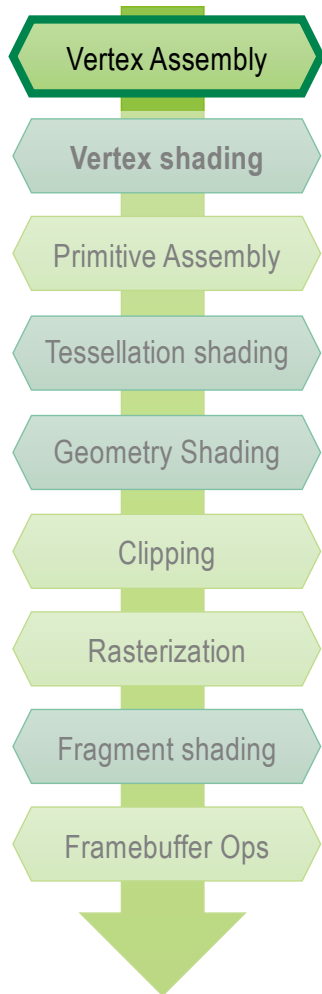 Vertex Assembly
Vertex shading
Primitive Assembly
Tessellation shading
Geometry Shading
Clipping
Rasterization
Fragment shading
Framebuffer Ops